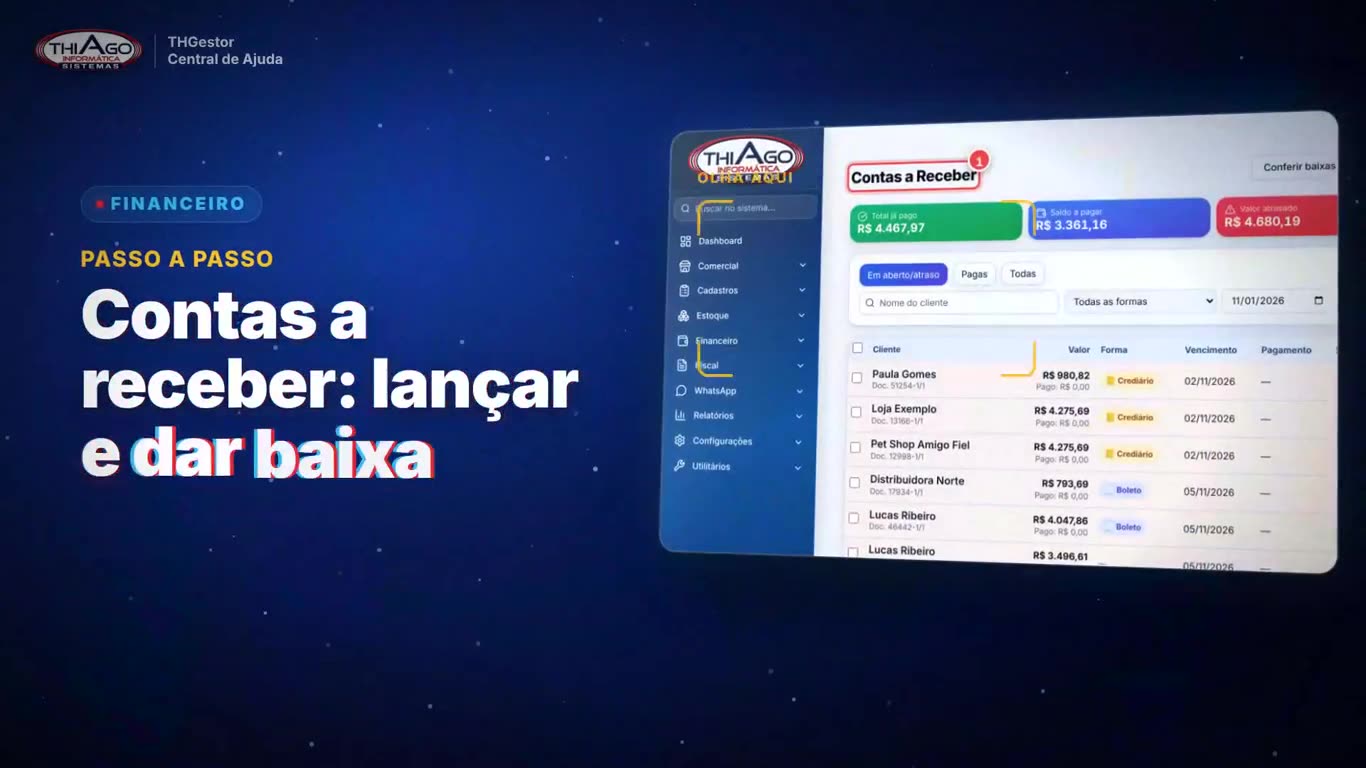 THIAGO
INFORMÁTICA
SISTEMAS
THGestor
Central de Ajuda
FINANCEIRO
PASSO A PASSO
Contas a
receber: lançar
e dar baixa
THIAGO
INFORMÁTICA
OLHA AQUI
Buscar no sistema...
Dashboard
Comercial
Cadastros
Estoque
Financeiro
Fiscal
WhatsApp
Relatórios
Configurações
Utilitários
Contas a Receber
1
Conferir baixas
Total já pago
R$ 4.467,97
Saldo a pagar
R$ 3.361,16
Valor atrasado
R$ 4.680,19
Em aberto/atraso Pagas Todas
Nome do cliente Todas as formas 11/01/2026
Cliente Valor Forma Vencimento Pagamento
Paula Gomes R$ 980,82 Crediário 02/11/2026 —
Doc. 51254-1/1 Pago: R$ 0,00
Loja Exemplo R$ 4.275,69 Crediário 02/11/2026 —
Doc. 13166-1/1 Pago: R$ 0,00
Pet Shop Amigo Fiel R$ 4.275,69 Crediário 02/11/2026 —
Doc. 12998-1/1 Pago: R$ 0,00
Distribuidora Norte R$ 793,69 Boleto 05/11/2026 —
Doc. 17834-1/1 Pago: R$ 0,00
Lucas Ribeiro R$ 4.047,86 Boleto 05/11/2026 —
Doc. 46442-1/1 Pago: R$ 0,00
Lucas Ribeiro R$ 3.496,61 05/11/2026 —